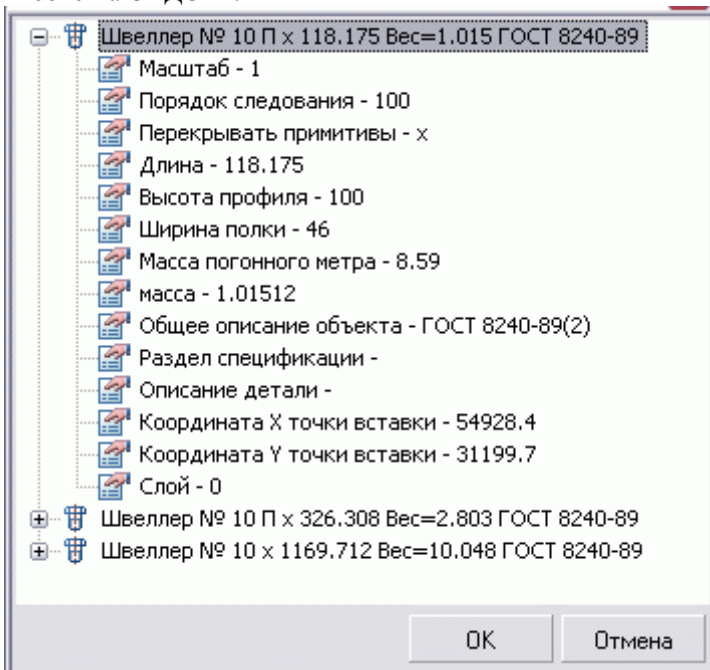 Швеллер № 10 П x 118.175 Вес=1.015 ГОСТ 8240-89
Масштаб - 1
Порядок следования - 100
Перекрывать примитивы - x
Длина - 118.175
Высота профиля - 100
Ширина полки - 46
Масса погонного метра - 8.59
масса - 1.01512
Общее описание объекта - ГОСТ 8240-89(2)
Раздел спецификации -
Описание детали -
Координата X точки вставки - 54928.4
Координата Y точки вставки - 31199.7
Слой - 0
Швеллер № 10 П x 326.308 Вес=2.803 ГОСТ 8240-89
Швеллер № 10 x 1169.712 Вес=10.048 ГОСТ 8240-89
OK Отмена